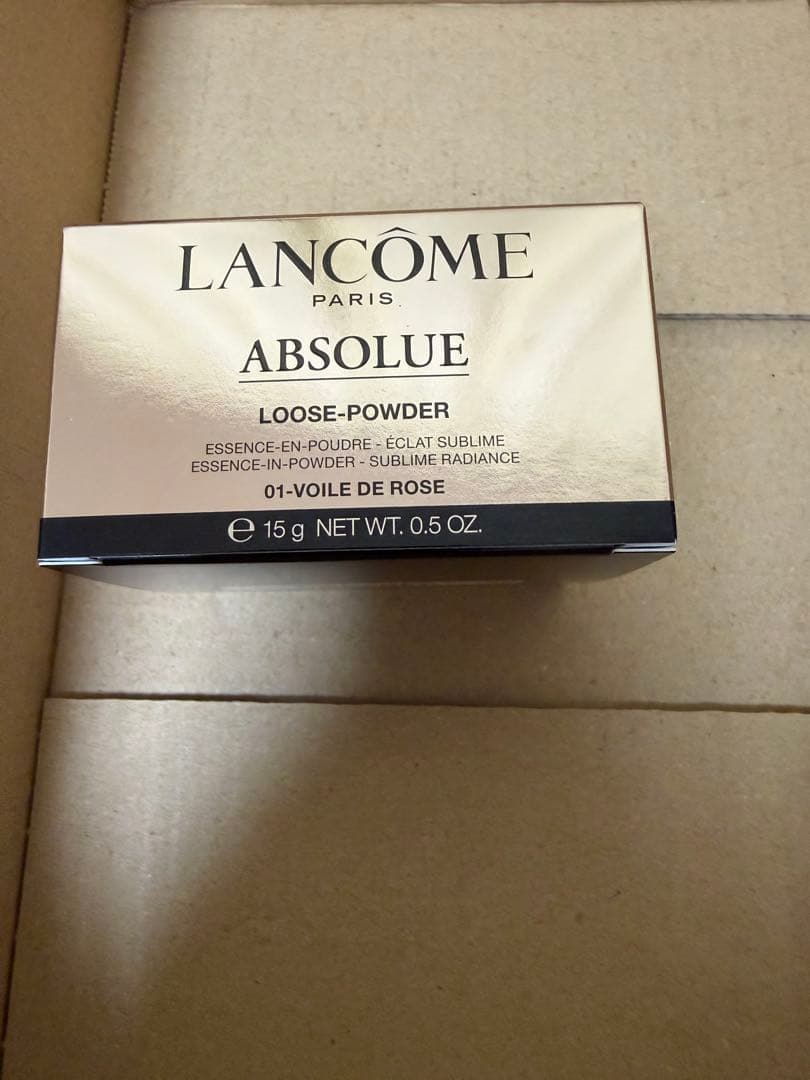 LANCÔME
PARIS
ABSOLUE
LOOSE-POWDER
ESSENCE-EN-POUDRE - ÉCLAT SUBLIME
ESSENCE-IN-POWDER - SUBLIME RADIANCE
01-VOILE DE ROSE
℮ 15 g NET WT. 0.5 OZ.